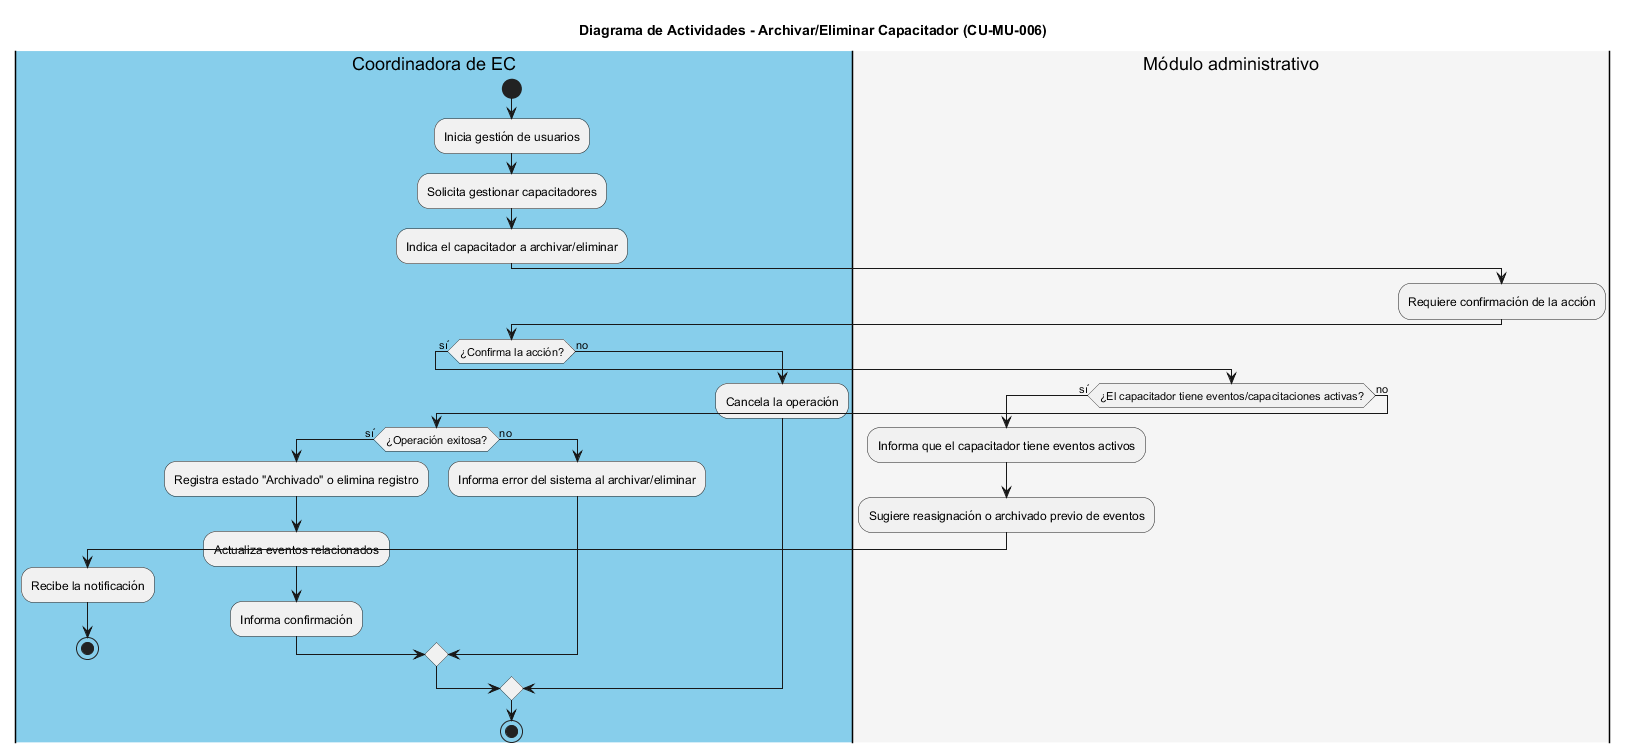 Diagrama de Actividades - Archivar/Eliminar Capacitador (CU-MU-006)
Coordinadora de EC
Módulo administrativo
Inicia gestión de usuarios
Solicita gestionar capacitadores
Indica el capacitador a archivar/eliminar
Requiere confirmación de la acción
sí
¿Confirma la acción?
no
Cancela la operación
sí
¿El capacitador tiene eventos/capacitaciones activas?
no
sí
¿Operación exitosa?
no
Informa que el capacitador tiene eventos activos
Registra estado "Archivado" o elimina registro
Informa error del sistema al archivar/eliminar
Sugiere reasignación o archivado previo de eventos
Actualiza eventos relacionados
Recibe la notificación
Informa confirmación